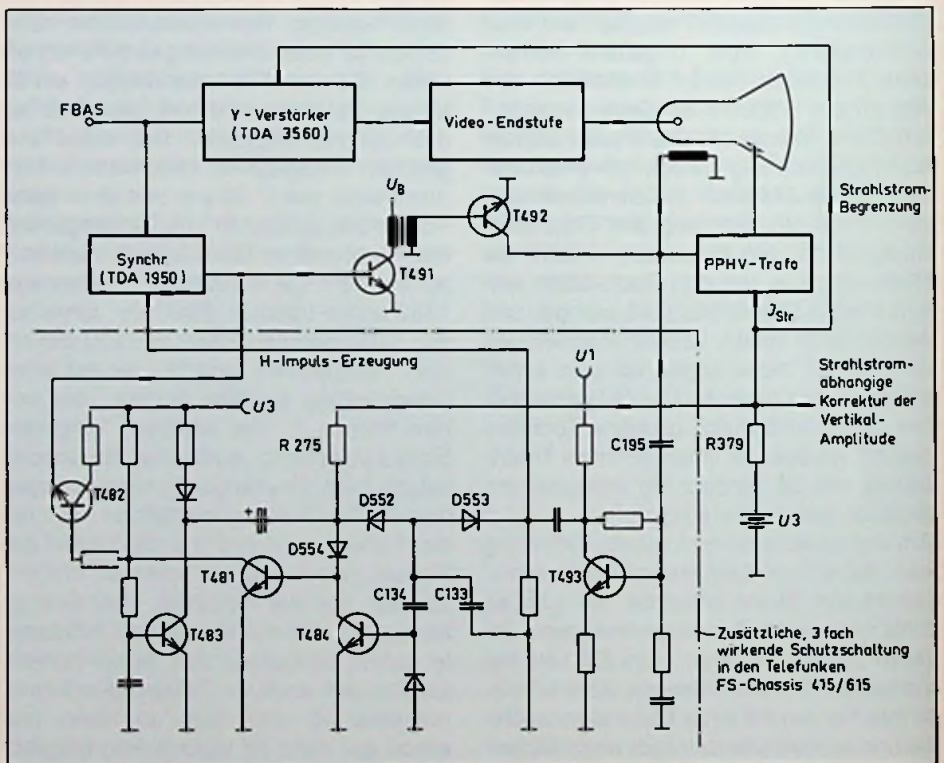 FBAS
Y-Verstärker
(TDA 3560)
Video-Endstufe
Strahlstrom-
Begrenzung
U_B
T492
Synchr.
(TDA 1950)
T491
PPHV-Trafo
J_Str
H-Impuls-Erzeugung
U1
Strahlstrom-
abhängige
Korrektur der
Vertikal-
Amplitude
U3
R 275
C195
R379
T482
D552
D553
U3
+
D554
T481
T493
C134
C133
T483
T484
Zusätzliche, 3fach
wirkende Schutzschaltung
in den Telefunken
FS-Chassis 415/615